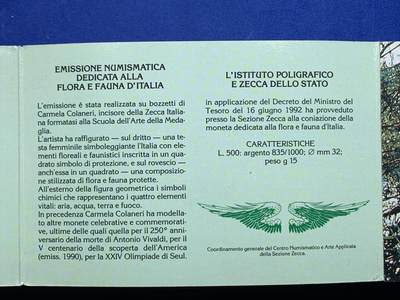 EMISSIONE NUMISMATICA
DEDICATA ALLA
FLORA E FAUNA D'ITALIA
L'emissione è stata realizzata su bozzetti di
Carmela Colaneri, incisore della Zecca Italia-
na formatasi alla Scuola dell'Arte della Meda-
glia.
L'artista ha raffigurato — sul dritto — una te-
sta femminile simboleggiante l'Italia con ele-
menti floreali e faunistici inscritta in un qua-
drato simbolo di protezione, e sul rovescio —
anch'essa in un quadrato — una composizio-
ne stilizzata di flora e fauna protette.
All'esterno della figura geometrica i simboli
chimici che rappresentano i quattro elementi
vitali: aria, acqua, terra e fuoco.
In precedenza Carmela Colaneri ha modella-
to altre monete celebrative e commemorati-
ve, ultime delle quali quella per il 250° anni-
versario della morte di Antonio Vivaldi, per il
V centenario della scoperta dell'America
(emiss. 1990), per la XXIV Olimpiade di Seul.
L'ISTITUTO POLIGRAFICO
E ZECCA DELLO STATO
in applicazione del Decreto del Ministro del
Tesoro del 16 giugno 1992 ha provveduto
presso la Sezione Zecca alla coniazione della
moneta dedicata alla flora e fauna d'Italia.
CARATTERISTICHE
L. 500: argento 835/1000; ∅ mm 32;
peso g 15
Coordinamento generale del Centro Numismatico e Arte Applicata
della Sezione Zecca.